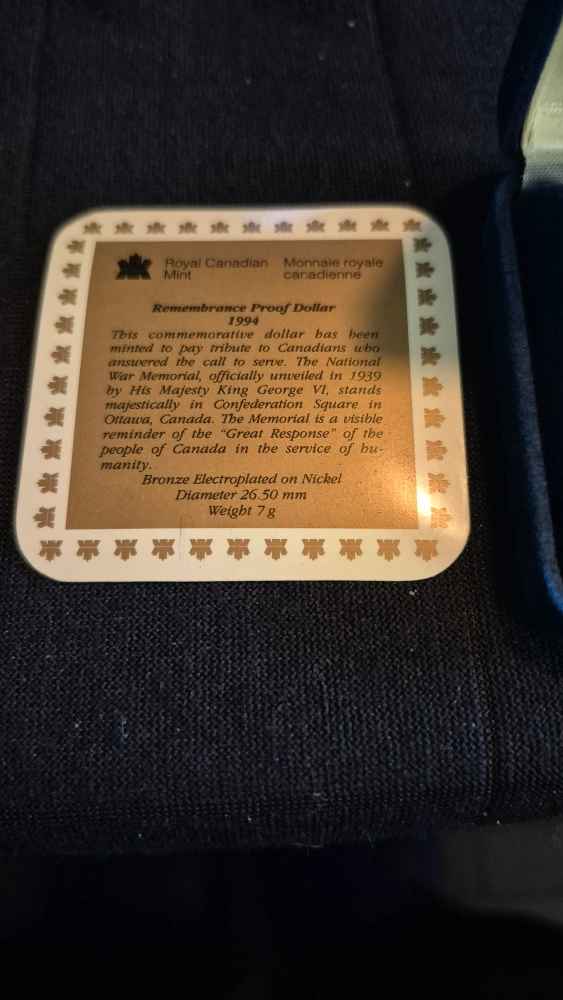 Royal Canadian Mint
Monnaie royale canadienne
Remembrance Proof Dollar
1994
This commemorative dollar has been
minted to pay tribute to Canadians who
answered the call to serve. The National
War Memorial, officially unveiled in 1939
by His Majesty King George VI, stands
majestically in Confederation Square in
Ottawa, Canada. The Memorial is a visible
reminder of the "Great Response" of the
people of Canada in the service of hu-
manity.
Bronze Electroplated on Nickel
Diameter 26.50 mm
Weight 7 g